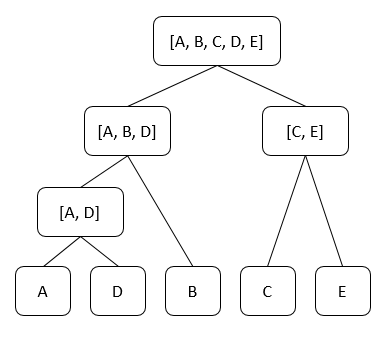 [A, B, C, D, E]
[A, B, D]
[C, E]
[A, D]
A
D
B
C
E